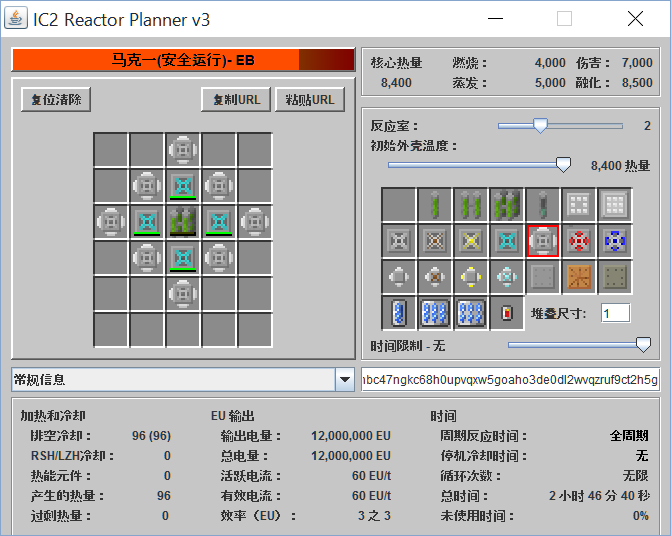 IC2 Reactor Planner v3
马克一(安全运行)- EB
核心热量 燃烧： 4,000 伤害： 7,000
8,400 蒸发： 5,000 融化： 8,500
复位清除 复制URL 粘贴URL
反应室： 2
初始外壳温度：
8,400 热量
堆叠尺寸： 1
时间限制 - 无
常规信息
nbc47ngkc68h0upvqxw5goaho3de0dl2wvqzruf9ct2h5g
加热和冷却 EU 输出 时间
排空冷却： 96 (96) 输出电量： 12,000,000 EU 周期反应时间： 全周期
RSH/LZH冷却： 0 总电量： 12,000,000 EU 停机冷却时间： 无
热能元件： 0 活跃电流： 60 EU/t 循环次数： 无限
产生的热量： 96 有效电流： 60 EU/t 总时间： 2 小时 46 分 40 秒
过剩热量： 0 效率（EU）： 3 之 3 未使用时间： 0%